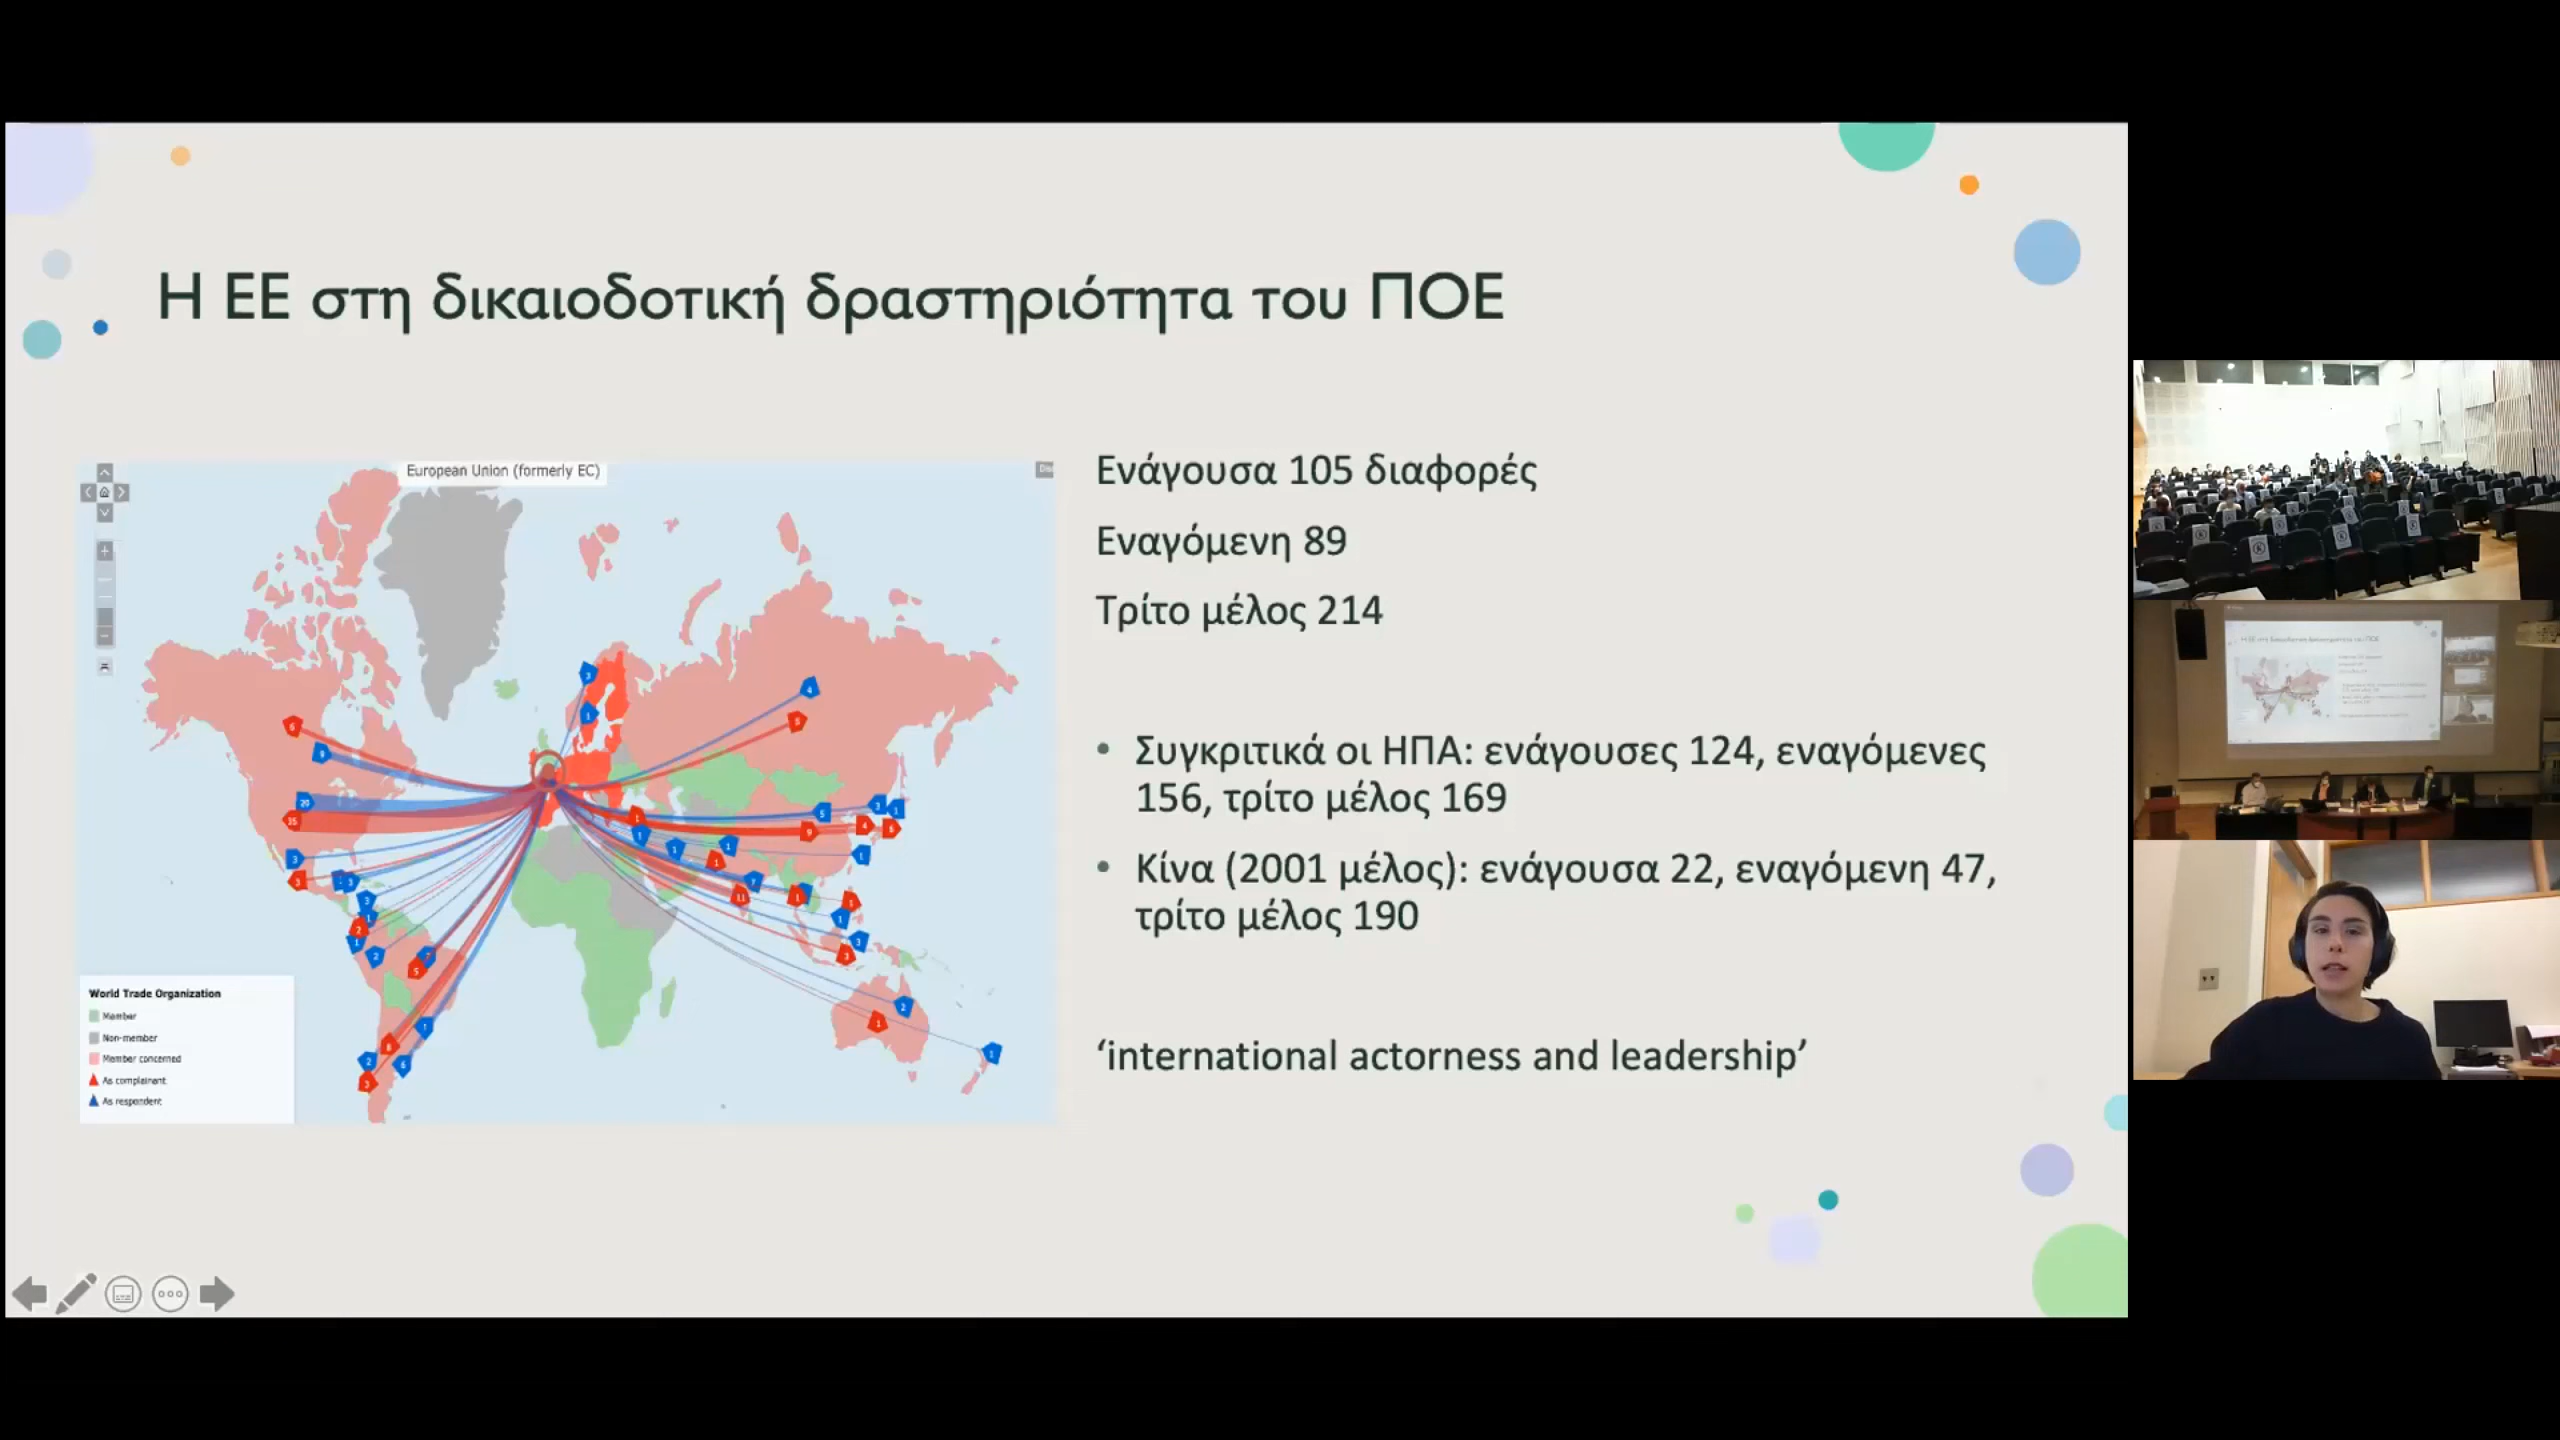 Η ΕΕ στη δικαιοδοτική δραστηριότητα του ΠΟΕ
European Union (formerly EC)
World Trade Organization
Member
Non-member
Member concerned
As complainant
As respondent
Ενάγουσα 105 διαφορές
Εναγόμενη 89
Τρίτο μέλος 214
• Συγκριτικά οι ΗΠΑ: ενάγουσες 124, εναγόμενες
156, τρίτο μέλος 169
• Κίνα (2001 μέλος): ενάγουσα 22, εναγόμενη 47,
τρίτο μέλος 190
‘international actorness and leadership’